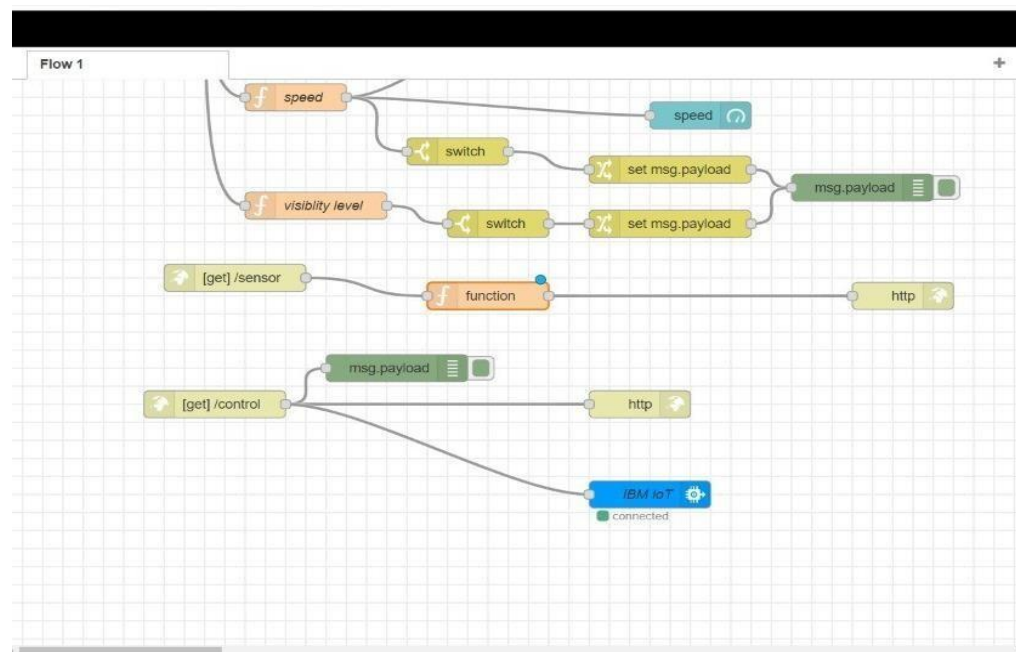 Flow 1
speed
speed
switch
set msg.payload
msg.payload
visiblity level
switch
set msg.payload
[get] /sensor
function
http
msg.payload
[get] /control
http
IBM IoT
connected